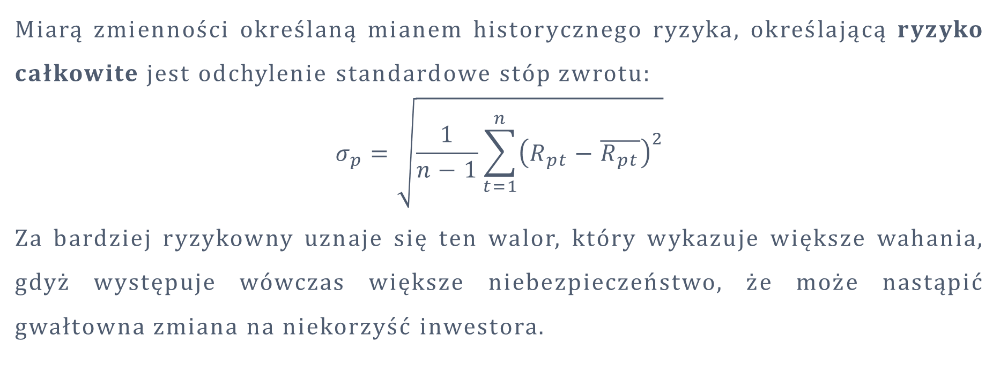 Miarą zmienności określaną mianem historycznego ryzyka, określającą ryzyko
całkowite jest odchylenie standardowe stóp zwrotu:
$\sigma_p = \sqrt{\frac{1}{n-1}\sum_{t=1}^{n}\left(R_{pt} - \overline{R_{pt}}\right)^2}$
Za bardziej ryzykowny uznaje się ten walor, który wykazuje większe wahania,
gdyż występuje wówczas większe niebezpieczeństwo, że może nastąpić
gwałtowna zmiana na niekorzyść inwestora.